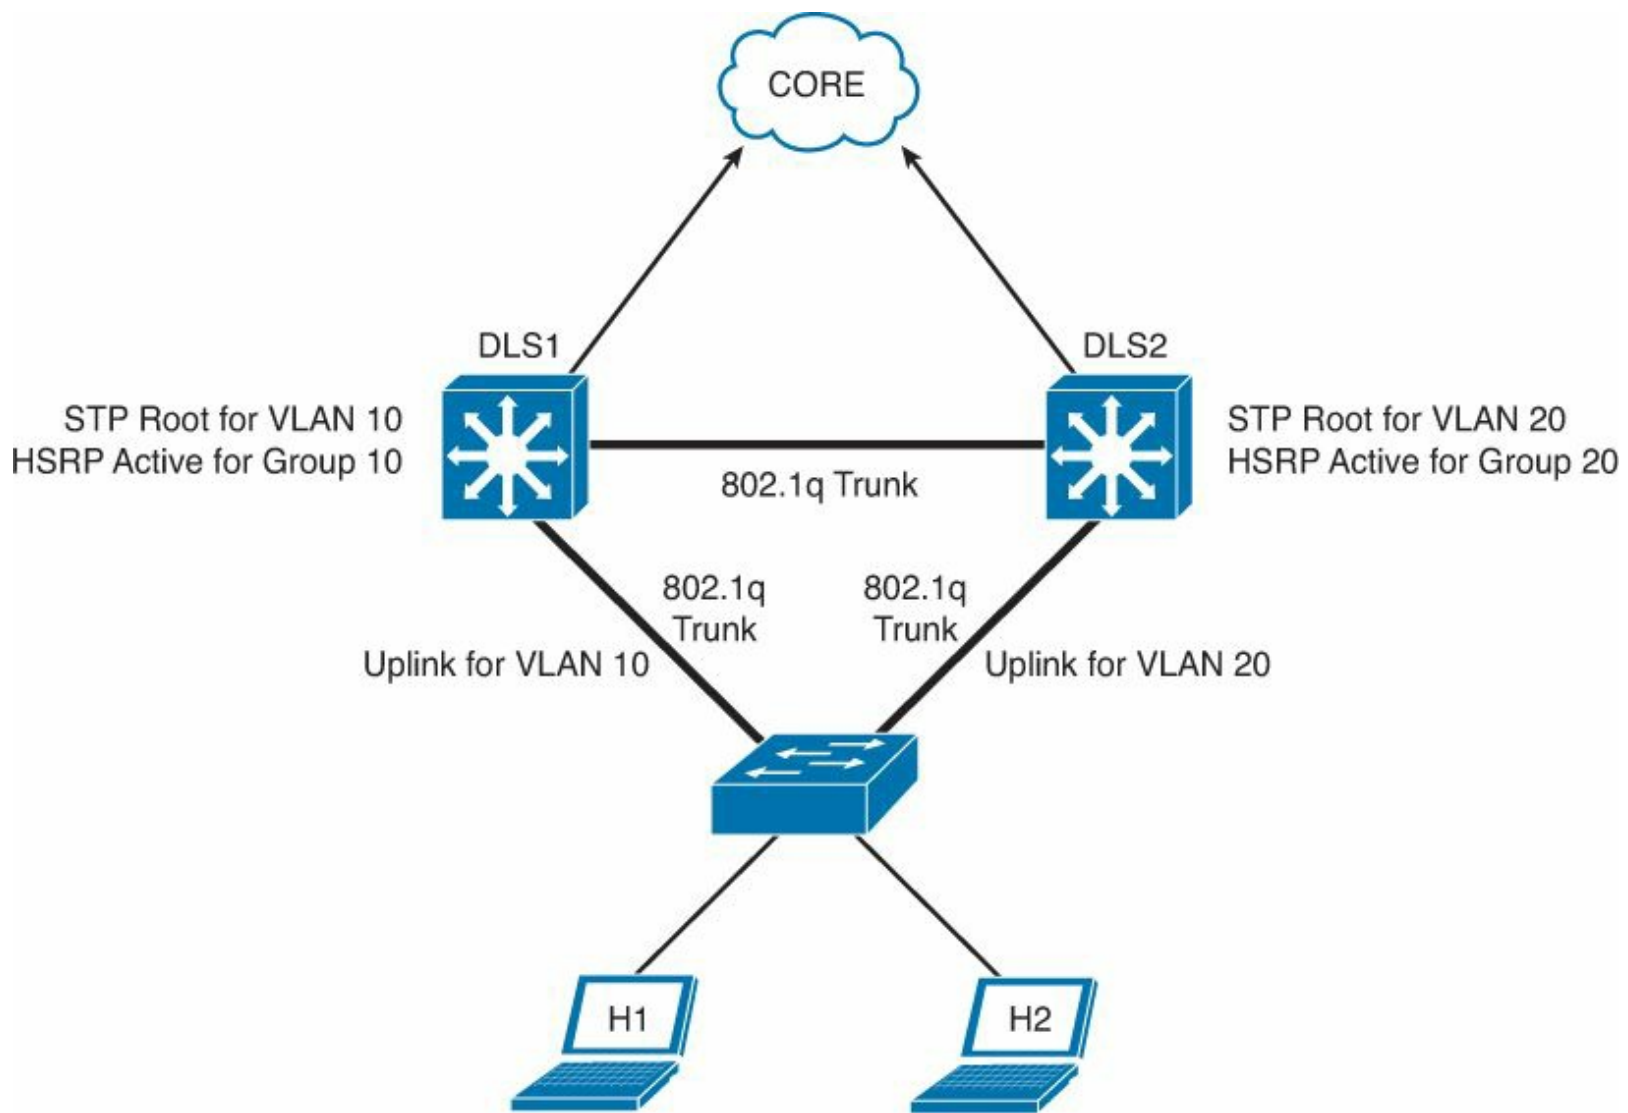 CORE
DLS1
DLS2
STP Root for VLAN 10
HSRP Active for Group 10
STP Root for VLAN 20
HSRP Active for Group 20
802.1q Trunk
802.1q
Trunk
802.1q
Trunk
Uplink for VLAN 10
Uplink for VLAN 20
H1
H2